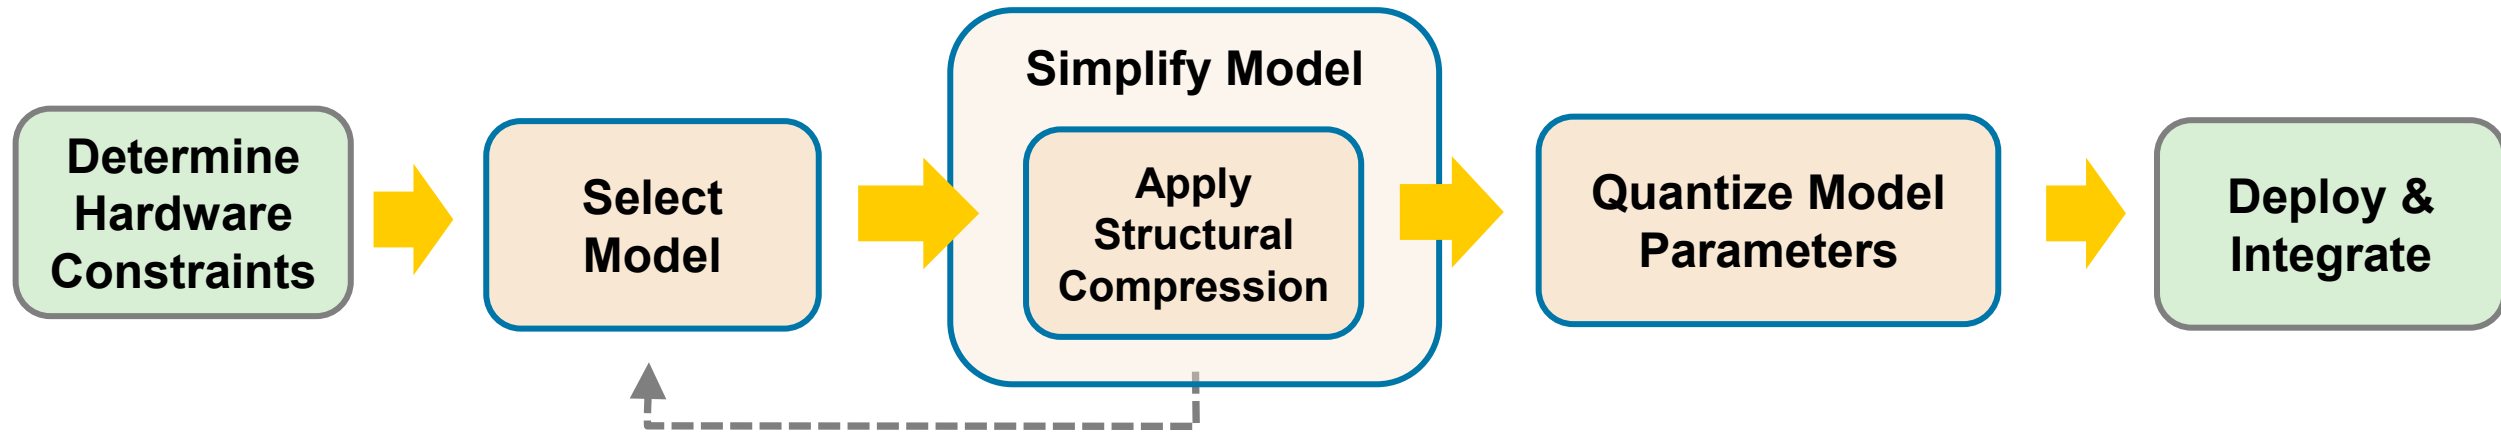 Determine
Hardware
Constraints
Select
Model
Simplify Model
Apply
Structural
Compression
Quantize Model
Parameters
Deploy &
Integrate